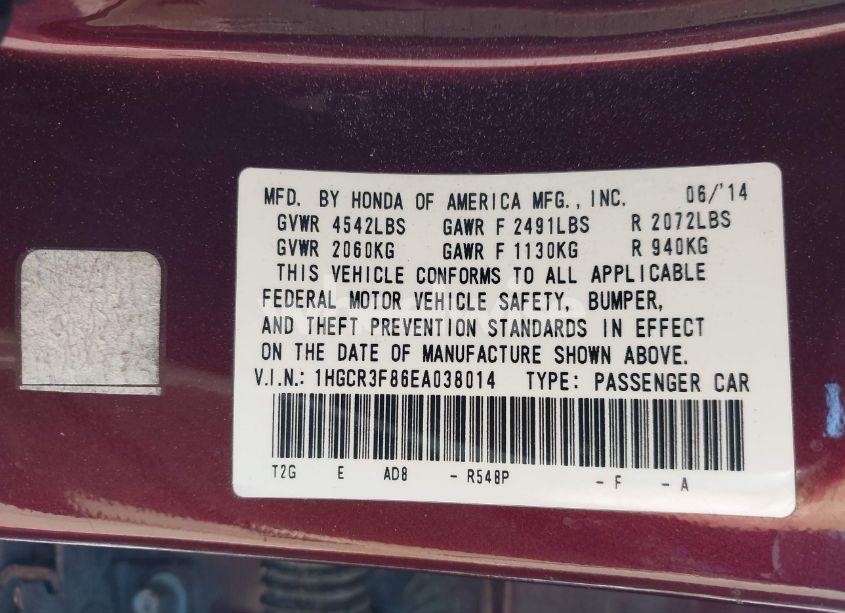 MFD. BY HONDA OF AMERICA MFG., INC. 06/'14
GVWR 4542LBS GAWR F 2491LBS R 2072LBS
GVWR 2060KG GAWR F 1130KG R 940KG
THIS VEHICLE CONFORMS TO ALL APPLICABLE
FEDERAL MOTOR VEHICLE SAFETY, BUMPER,
AND THEFT PREVENTION STANDARDS IN EFFECT
ON THE DATE OF MANUFACTURE SHOWN ABOVE.
V.I.N.: 1HGCR3F86EA038014 TYPE: PASSENGER CAR
T2G E AD8 - R548P - F - A